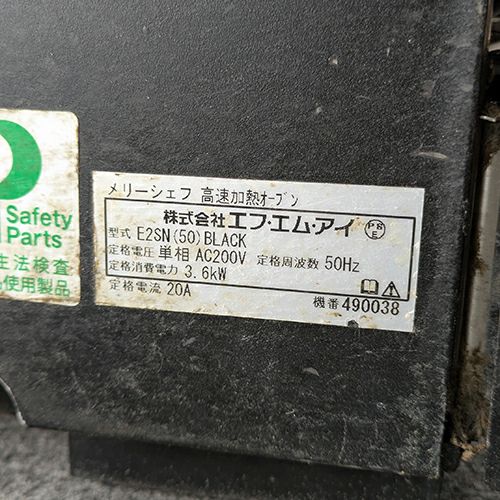 メリーシェフ 高速加熱オーブン
株式会社エフ・エム・アイ
PS
E
型式 E2SN(50)BLACK
定格電圧 単相 AC200V 定格周波数 50Hz
定格消費電力 3.6kW
定格電流 20A
機番 490038
Safety
Parts
生法検査
使用製品